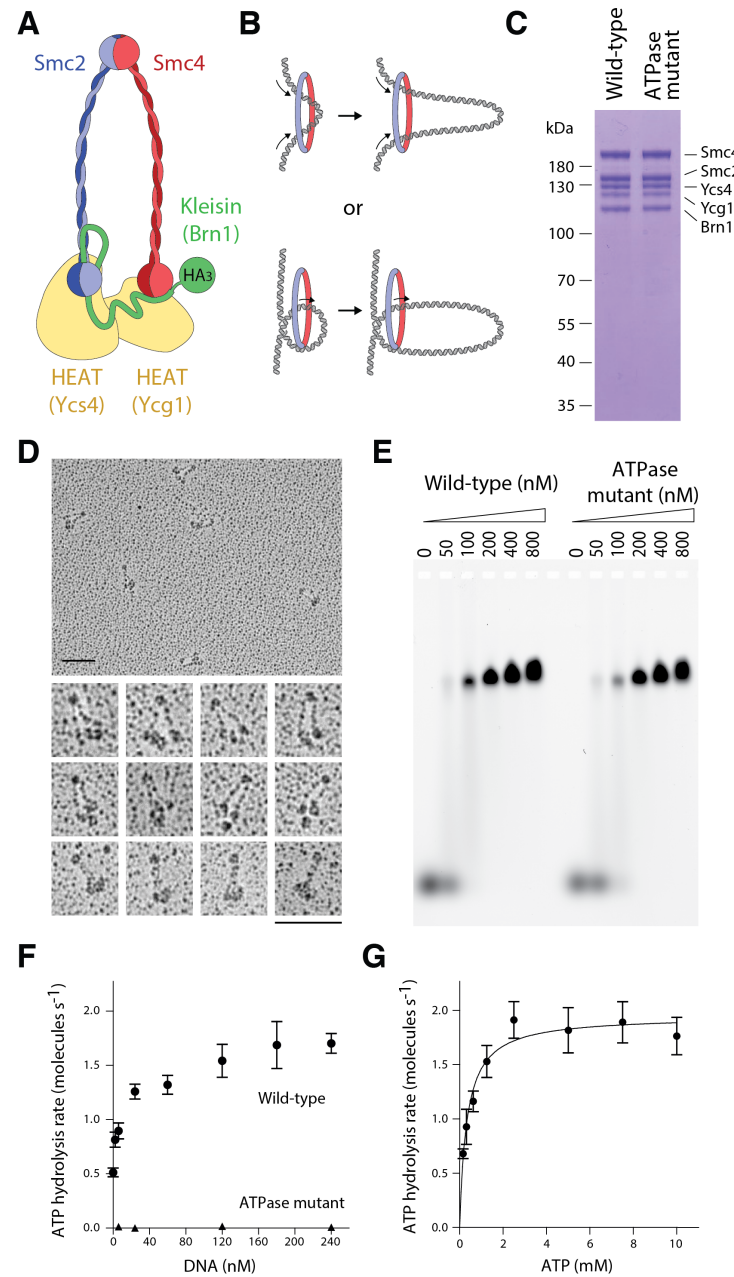 A
Smc2
Smc4
Kleisin
(Brn1)
HA3
HEAT
(Ycs4)
HEAT
(Ycg1)
B
or
C
Wild-type
ATPase
mutant
kDa
180
130
100
70
55
40
35
Smc4
Smc2
Ycs4
Ycg1
Brn1
D
E
Wild-type (nM)
ATPase
mutant (nM)
0 50 100 200 400 800
0 50 100 200 400 800
F
ATP hydrolysis rate (molecules s-1)
2.0
1.5
1.0
0.5
0.0
Wild-type
ATPase mutant
0 40 80 120 160 200 240
DNA (nM)
G
ATP hydrolysis rate (molecules s-1)
2.0
1.5
1.0
0.5
0.0
0 2 4 6 8 10
ATP (mM)